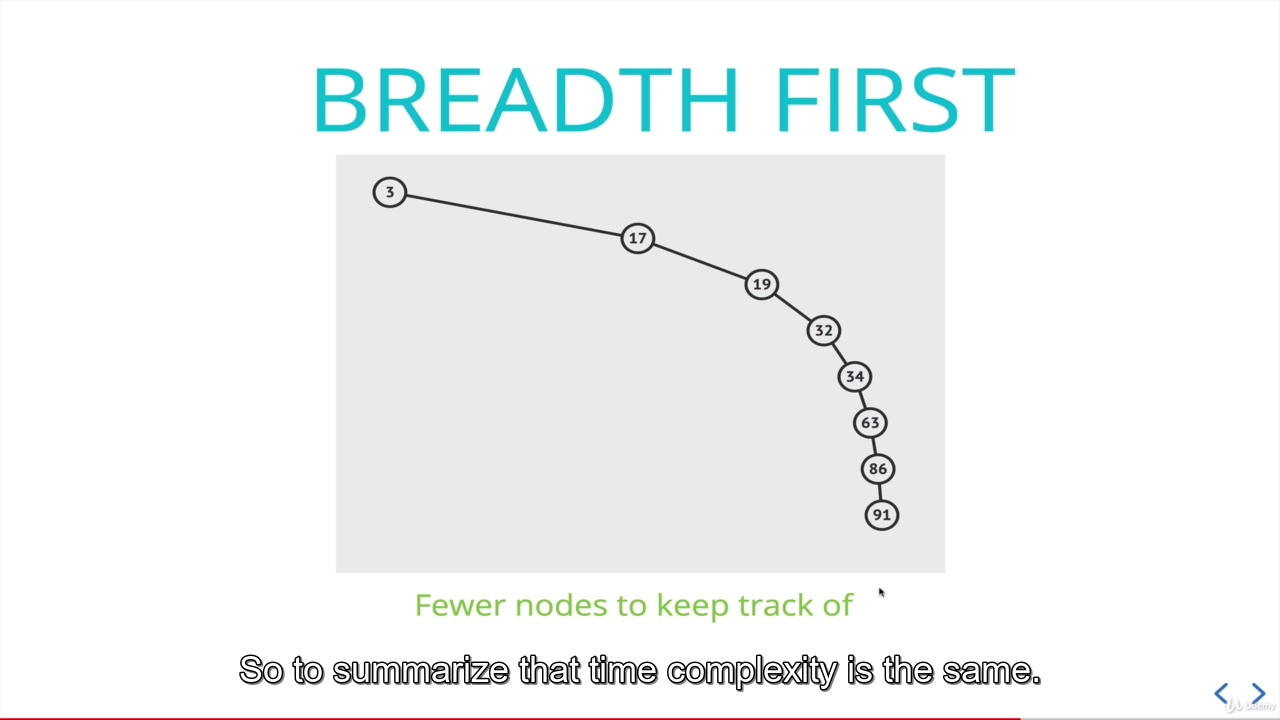 BREADTH FIRST
3
17
19
32
34
63
86
91
Fewer nodes to keep track of
So to summarize that time complexity is the same.
Udemy